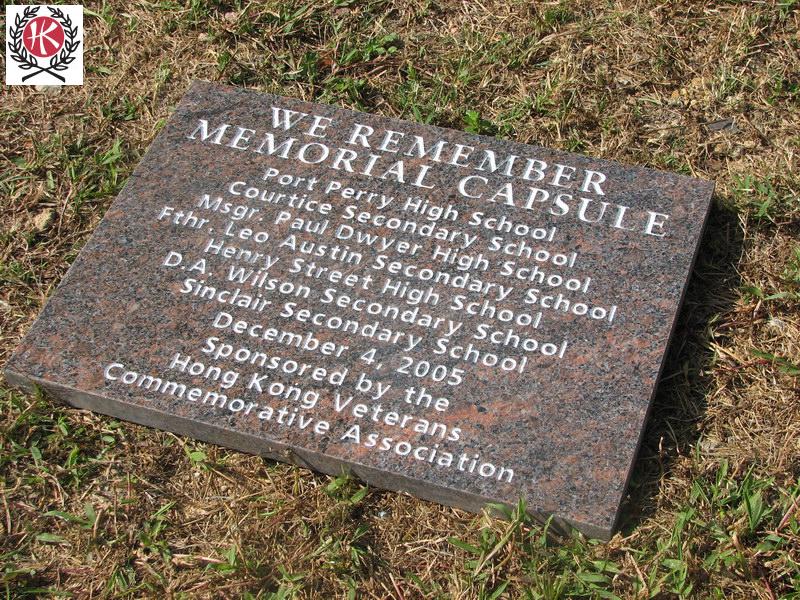 HK
WE REMEMBER
MEMORIAL CAPSULE
Port Perry High School
Courtice Secondary School
Msgr. Paul Dwyer High School
Fthr. Leo Austin Secondary School
Henry Street High School
D.A. Wilson Secondary School
Sinclair Secondary School
December 4, 2005
Sponsored by the
Hong Kong Veterans
Commemorative Association